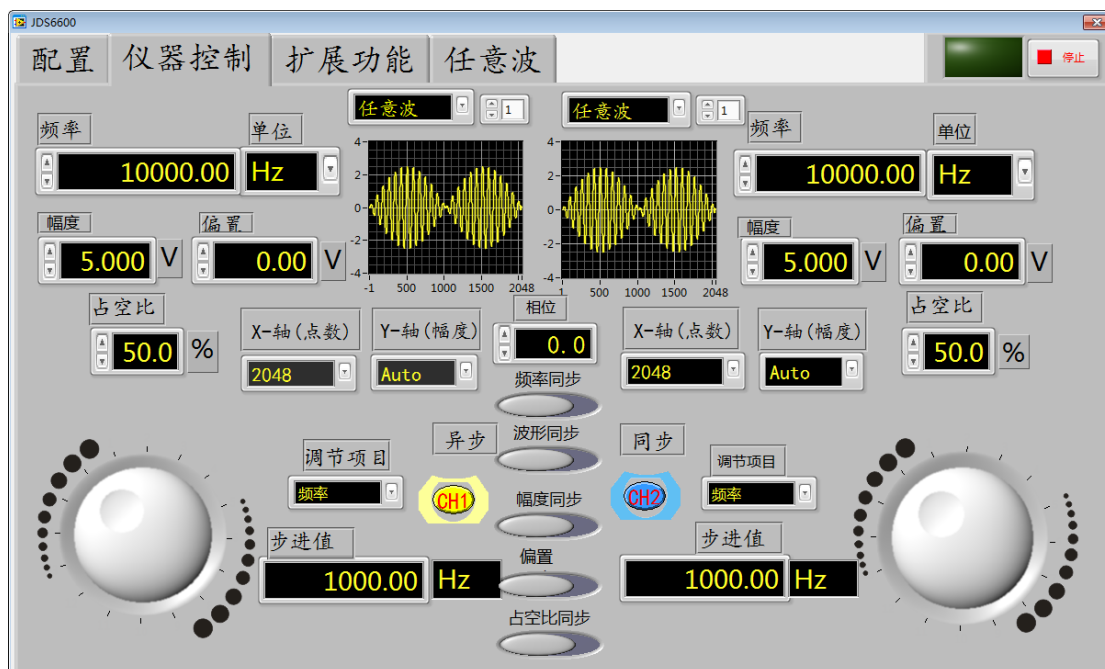 JDS6600
配置 仪器控制 扩展功能 任意波 停止
任意波 1 任意波 1
频率 单位 频率 单位
10000.00 Hz 10000.00 Hz
4 2 0 -2 -4
-1 500 1000 1500 2048
4 2- 0- -2- -4-
1 500 1000 1500 2048
幅度 偏置 幅度 偏置
5.000 V 0.00 V 5.000 V 0.00 V
占空比 相位 占空比
50.0 % 0.0 50.0 %
X-轴(点数) Y-轴(幅度) X-轴(点数) Y-轴(幅度)
2048 Auto 2048 Auto
频率同步
异步 波形同步 同步
调节项目 调节项目
频率 CH1 幅度同步 CH2 频率
步进值 偏置 步进值
1000.00 Hz 1000.00 Hz
占空比同步